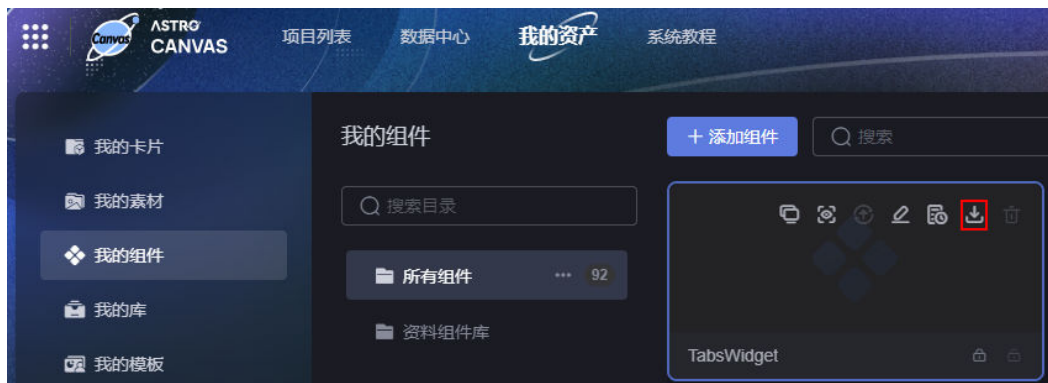 Canvas
ASTRO
CANVAS
项目列表
数据中心
我的资产
系统教程
我的卡片
我的素材
我的组件
我的库
我的模板
我的组件
搜索目录
所有组件 ... 92
资料组件库
+ 添加组件
搜索
TabsWidget